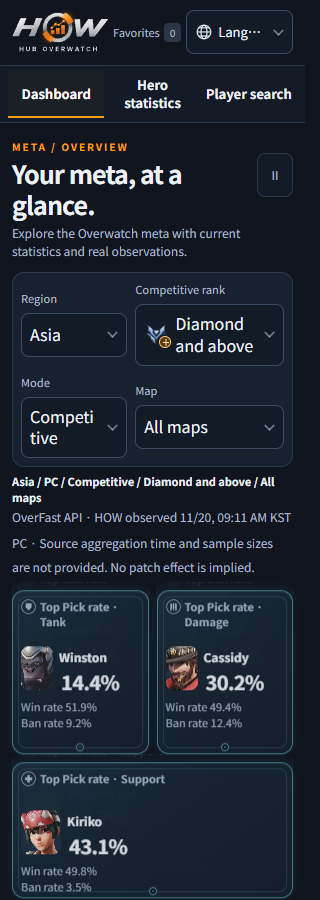 HOW
HUB OVERWATCH
Favorites 0
Lang...
Dashboard
Hero
statistics
Player search
META / OVERVIEW
Your meta, at a
glance.
Explore the Overwatch meta with current
statistics and real observations.
Region
Competitive rank
Asia
Diamond
and above
Mode
Map
Competi
tive
All maps
Asia / PC / Competitive / Diamond and above / All
maps
OverFast API · HOW observed 11/20, 09:11 AM KST
PC · Source aggregation time and sample sizes
are not provided. No patch effect is implied.
Top Pick rate ·
Tank
Winston
14.4%
Win rate 51.9%
Ban rate 9.2%
Top Pick rate ·
Damage
Cassidy
30.2%
Win rate 49.4%
Ban rate 12.4%
Top Pick rate · Support
Kiriko
43.1%
Win rate 49.8%
Ban rate 3.5%